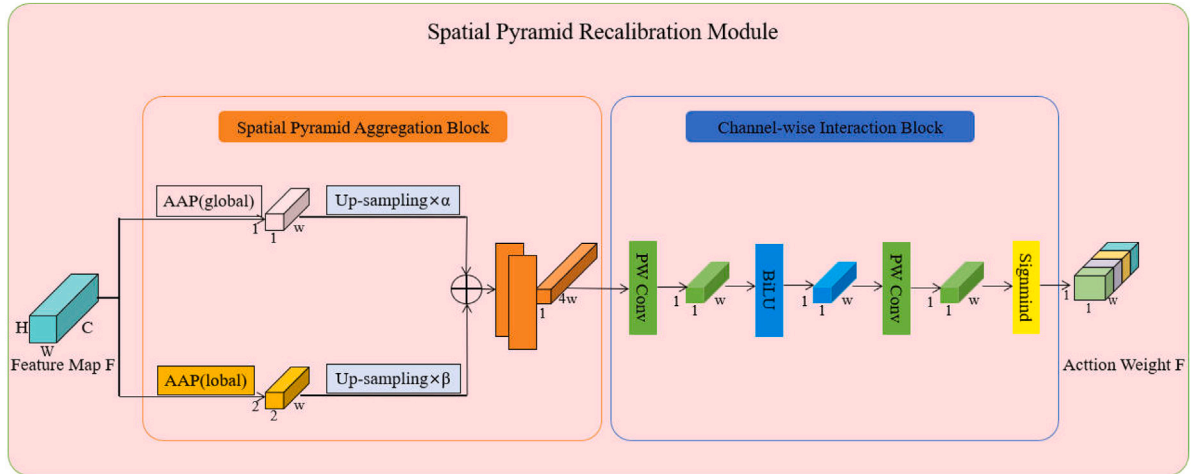 Spatial Pyramid Recalibration Module
Spatial Pyramid Aggregation Block
Channel-wise Interaction Block
AAP(global)
Up-sampling×α
1
1
w
H
W
C
Feature Map F
4w
1
PW Conv
1
1
w
BiLU
1
1
w
PW Conv
1
1
w
Sigmmind
1
1
w
Acttion Weight F
AAP(lobal)
Up-sampling×β
2
2
w